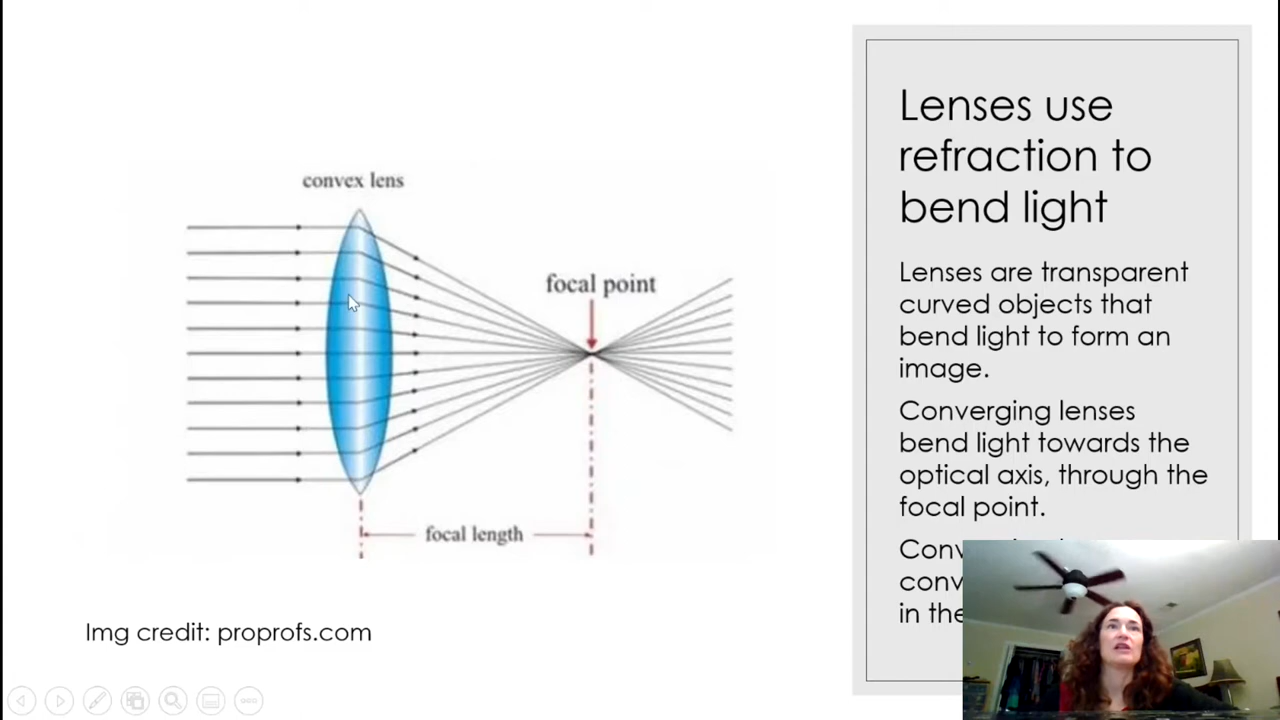 convex lens
focal point
focal length
Img credit: proprofs.com
Lenses use
refraction to
bend light
Lenses are transparent
curved objects that
bend light to form an
image.
Converging lenses
bend light towards the
optical axis, through the
focal point.
in the